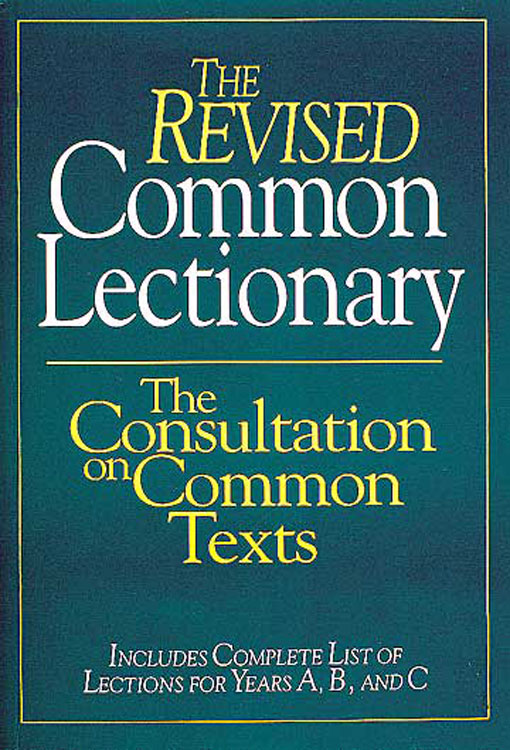 THE
REVISED
Common
Lectionary
The
Consultation
on Common
Texts
INCLUDES COMPLETE LIST OF
LECTIONS FOR YEARS A, B, AND C